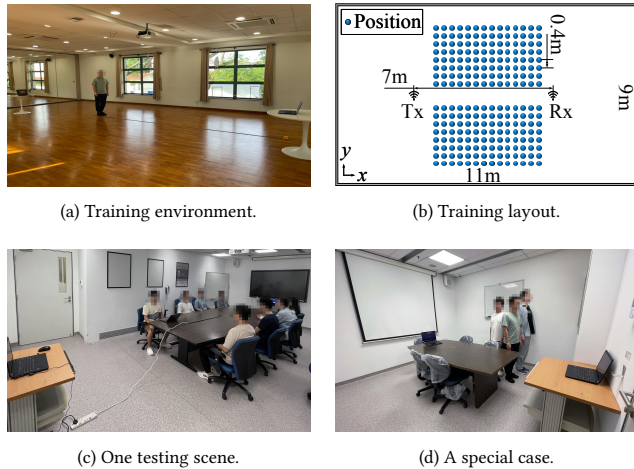 Position
0.4m
7m
9m
Tx
Rx
y
x
11m
(a) Training environment.
(b) Training layout.
(c) One testing scene.
(d) A special case.